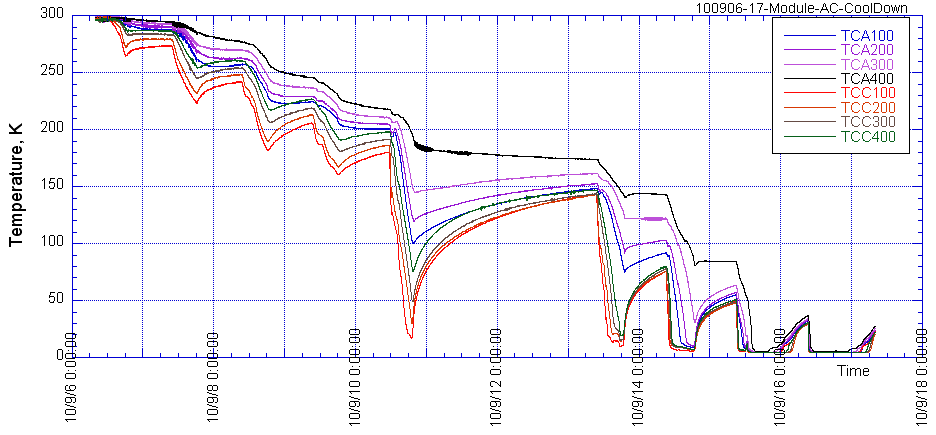 100906-17-Module-AC-CoolDown
TCA100
TCA200
TCA300
TCA400
TCC100
TCC200
TCC300
TCC400
Temperature, K
300
250
200
150
100
50
0
10/9/6 0:00:00
10/9/8 0:00:00
10/9/10 0:00:00
10/9/12 0:00:00
10/9/14 0:00:00
10/9/16 0:00:00
10/9/18 0:00:00
Time